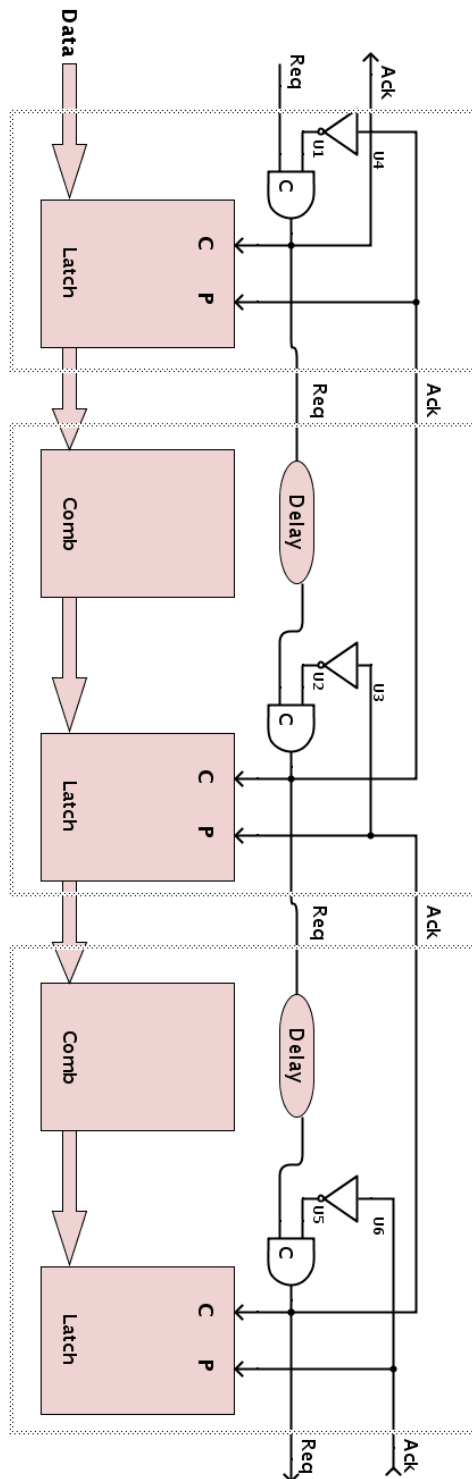 Data
Req
Ack
U1
U4
C
C
P
Latch
Req
Ack
Comb
Delay
U2
U3
C
C
P
Latch
Req
Ack
Comb
Delay
U5
U6
C
C
P
Latch
Req
Ack